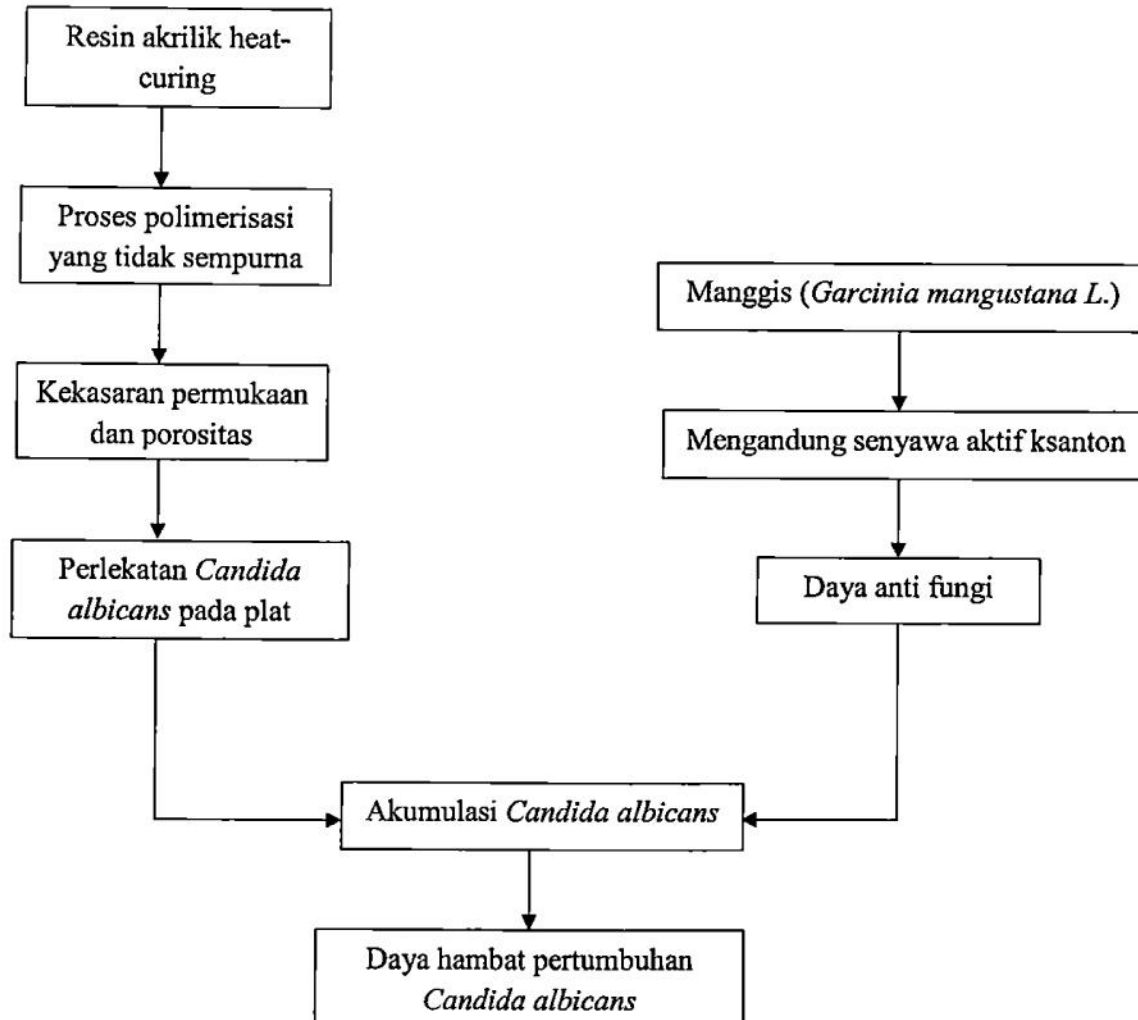 Resin akrilik heat-
curing
Proses polimerisasi
yang tidak sempurna
Kekasaran permukaan
dan porositas
Perlekatan Candida
albicans pada plat
Manggis (Garcinia mangustana L.)
Mengandung senyawa aktif ksanton
Daya anti fungi
Akumulasi Candida albicans
Daya hambat pertumbuhan
Candida albicans